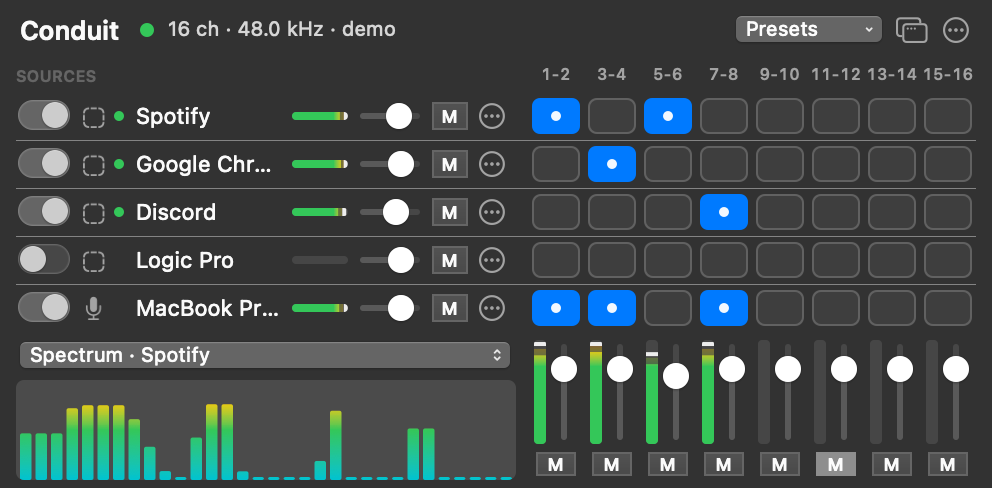 Conduit 16 ch · 48.0 kHz · demo Presets
SOURCES 1-2 3-4 5-6 7-8 9-10 11-12 13-14 15-16
Spotify M
Google Chr... M
Discord M
Logic Pro M
MacBook Pr... M
Spectrum · Spotify
M M M M M M M M